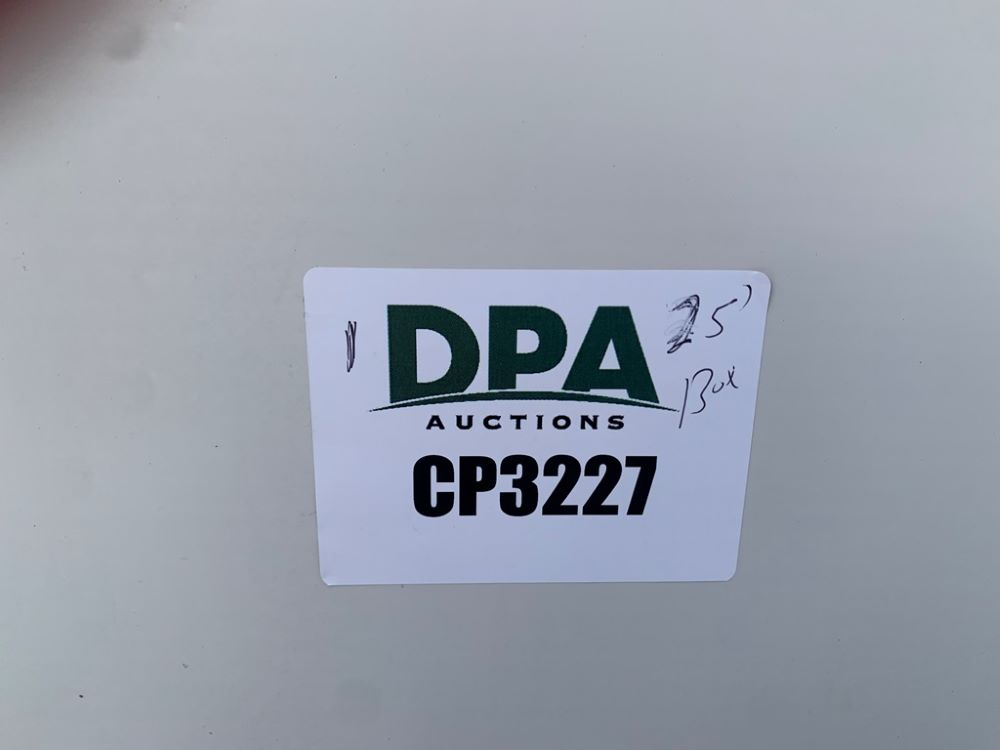 DPA
25'
Box
AUCTIONS
CP3227